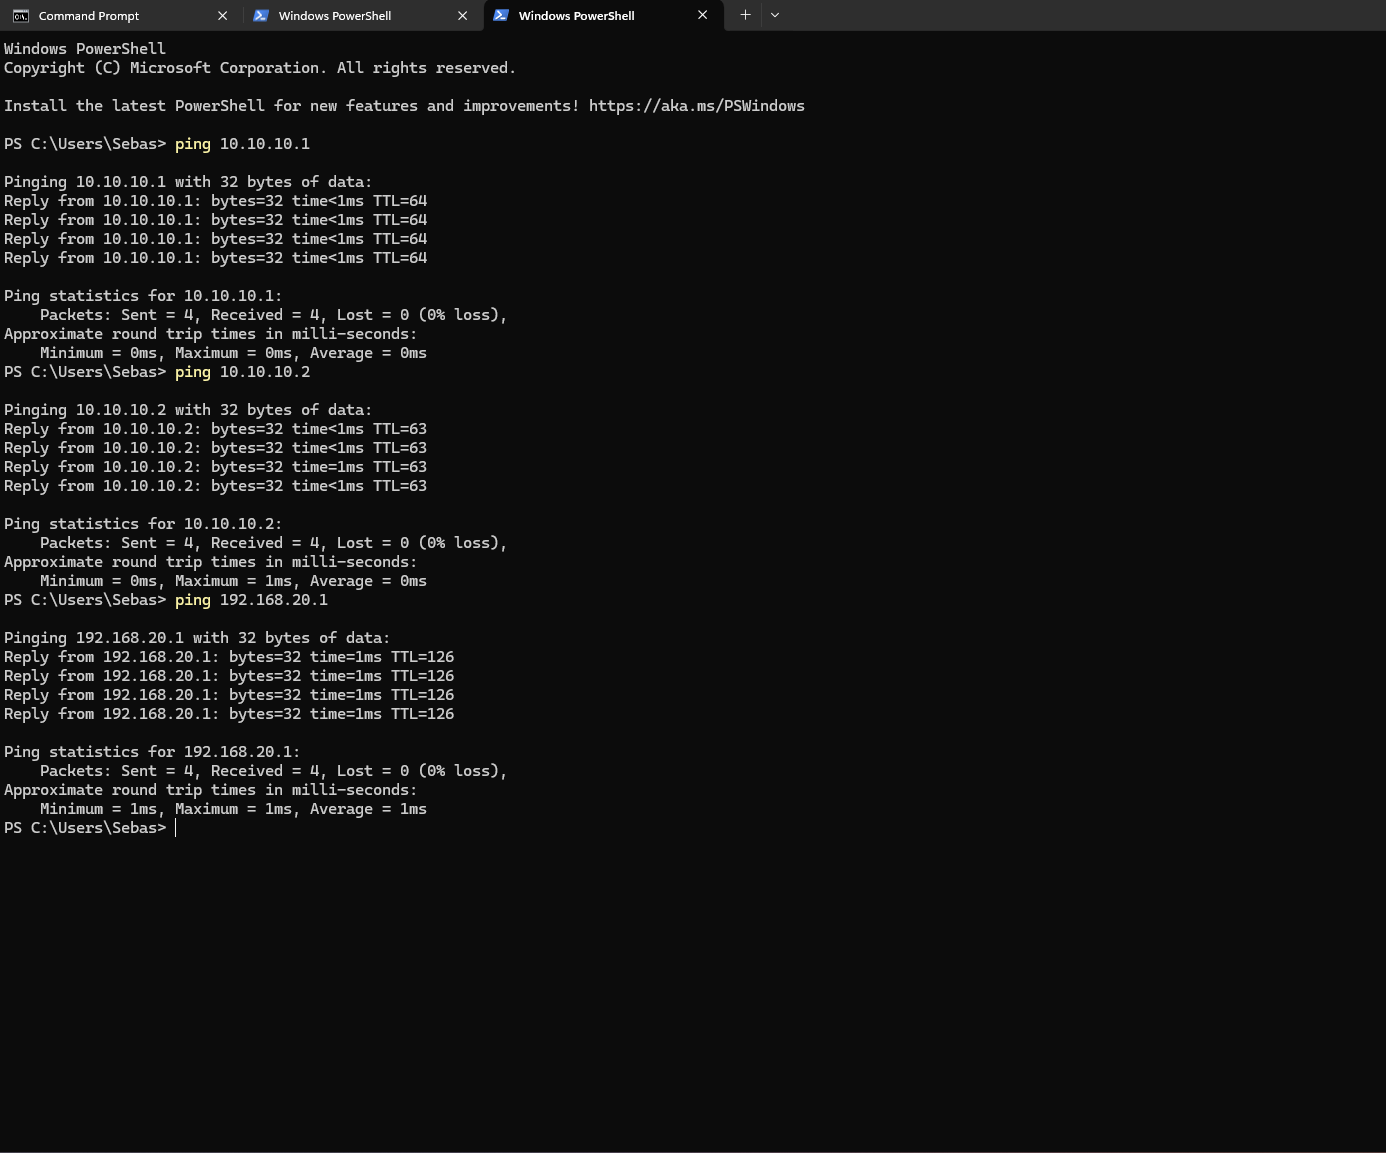 Command Prompt
Windows PowerShell
Windows PowerShell
Windows PowerShell
Copyright (C) Microsoft Corporation. All rights reserved.
Install the latest PowerShell for new features and improvements! https://aka.ms/PSWindows
PS C:\Users\Sebas> ping 10.10.10.1
Pinging 10.10.10.1 with 32 bytes of data:
Reply from 10.10.10.1: bytes=32 time<1ms TTL=64
Reply from 10.10.10.1: bytes=32 time<1ms TTL=64
Reply from 10.10.10.1: bytes=32 time<1ms TTL=64
Reply from 10.10.10.1: bytes=32 time<1ms TTL=64
Ping statistics for 10.10.10.1:
    Packets: Sent = 4, Received = 4, Lost = 0 (0% loss),
Approximate round trip times in milli-seconds:
    Minimum = 0ms, Maximum = 0ms, Average = 0ms
PS C:\Users\Sebas> ping 10.10.10.2
Pinging 10.10.10.2 with 32 bytes of data:
Reply from 10.10.10.2: bytes=32 time<1ms TTL=63
Reply from 10.10.10.2: bytes=32 time<1ms TTL=63
Reply from 10.10.10.2: bytes=32 time=1ms TTL=63
Reply from 10.10.10.2: bytes=32 time<1ms TTL=63
Ping statistics for 10.10.10.2:
    Packets: Sent = 4, Received = 4, Lost = 0 (0% loss),
Approximate round trip times in milli-seconds:
    Minimum = 0ms, Maximum = 1ms, Average = 0ms
PS C:\Users\Sebas> ping 192.168.20.1
Pinging 192.168.20.1 with 32 bytes of data:
Reply from 192.168.20.1: bytes=32 time=1ms TTL=126
Reply from 192.168.20.1: bytes=32 time=1ms TTL=126
Reply from 192.168.20.1: bytes=32 time=1ms TTL=126
Reply from 192.168.20.1: bytes=32 time=1ms TTL=126
Ping statistics for 192.168.20.1:
    Packets: Sent = 4, Received = 4, Lost = 0 (0% loss),
Approximate round trip times in milli-seconds:
    Minimum = 1ms, Maximum = 1ms, Average = 1ms
PS C:\Users\Sebas>